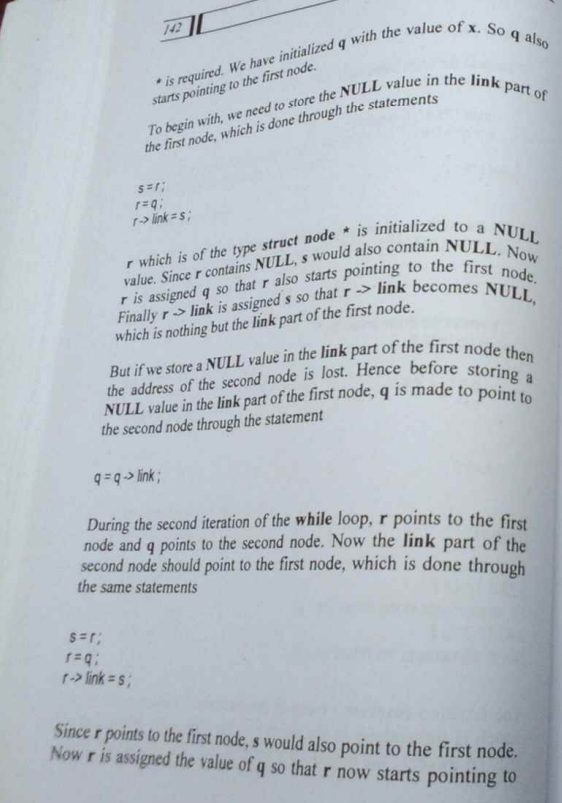 142
* is required. We have initialized q with the value of x. So q also
starts pointing to the first node.
To begin with, we need to store the NULL value in the link part of
the first node, which is done through the statements
s = r ;
r = q ;
r -> link = s ;
r which is of the type struct node * is initialized to a NULL
value. Since r contains NULL, s would also contain NULL. Now
r is assigned q so that r also starts pointing to the first node.
Finally r -> link is assigned s so that r -> link becomes NULL,
which is nothing but the link part of the first node.
But if we store a NULL value in the link part of the first node then
the address of the second node is lost. Hence before storing a
NULL value in the link part of the first node, q is made to point to
the second node through the statement
q = q -> link ;
During the second iteration of the while loop, r points to the first
node and q points to the second node. Now the link part of the
second node should point to the first node, which is done through
the same statements
s = r ;
r = q ;
r -> link = s ;
Since r points to the first node, s would also point to the first node.
Now r is assigned the value of q so that r now starts pointing to